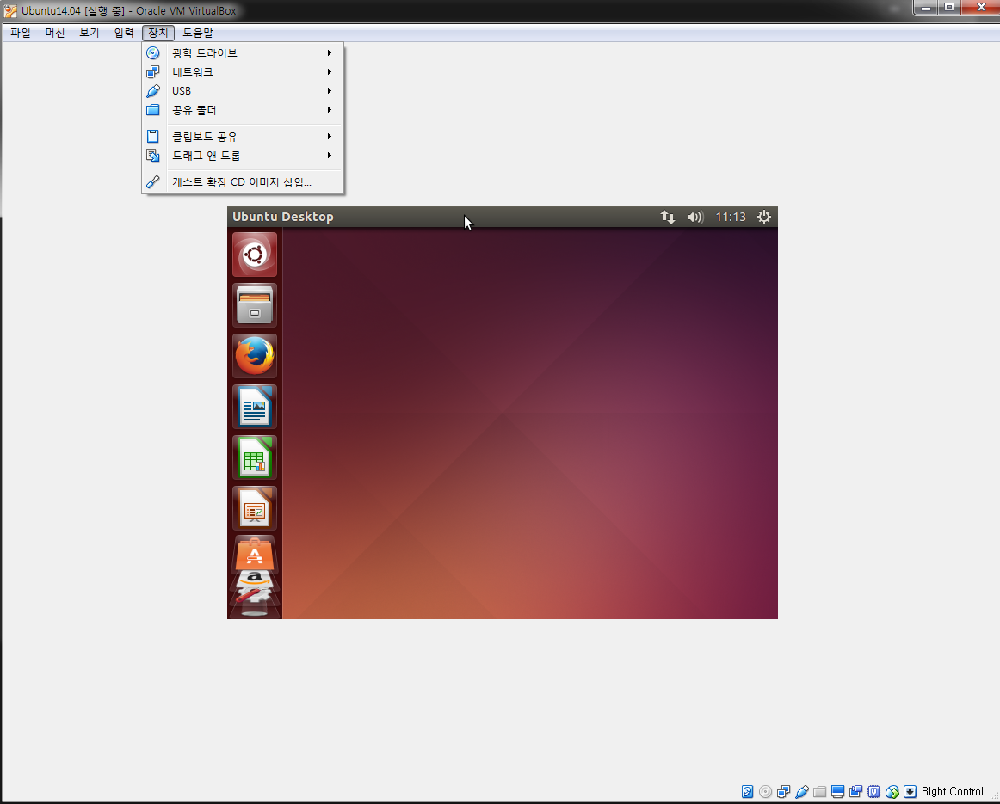 Ubuntu14.04 [실행 중] - Oracle VM VirtualBox
파일 머신 보기 입력 장치 도움말
광학 드라이브
네트워크
USB
공유 폴더
클립보드 공유
드래그 앤 드롭
게스트 확장 CD 이미지 삽입...
Ubuntu Desktop 11:13
Right Control